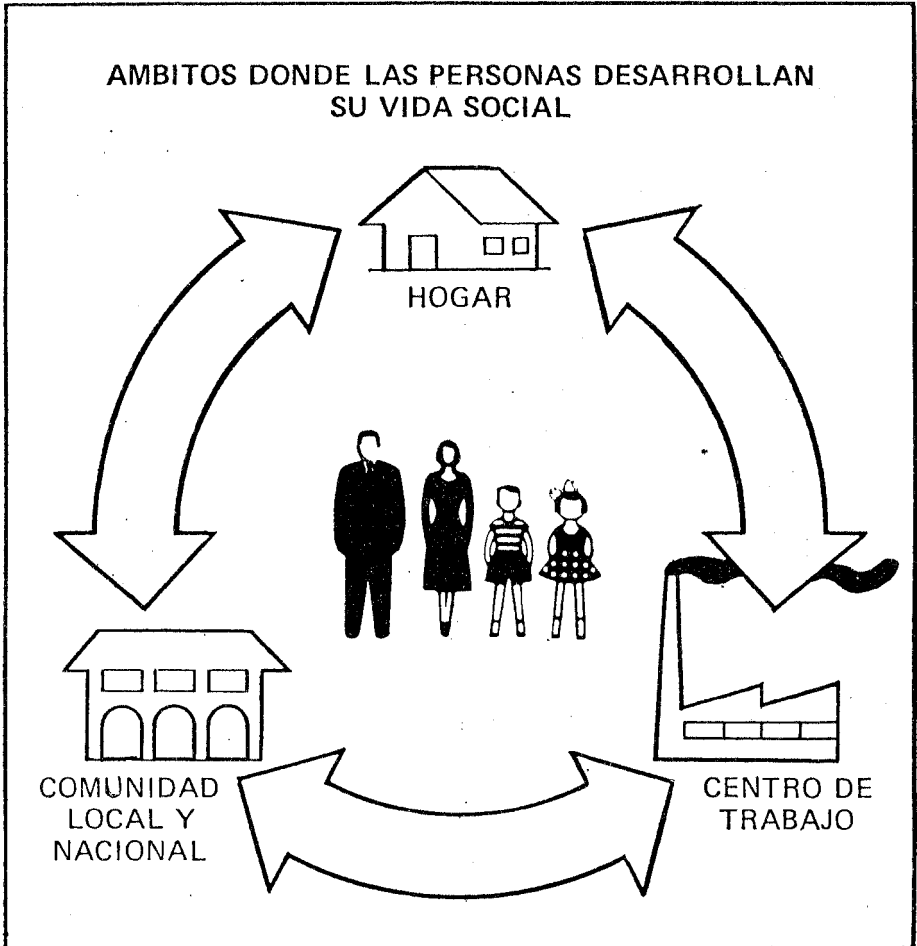 AMBITOS DONDE LAS PERSONAS DESARROLLAN
SU VIDA SOCIAL
HOGAR
COMUNIDAD
LOCAL Y
NACIONAL
CENTRO DE
TRABAJO